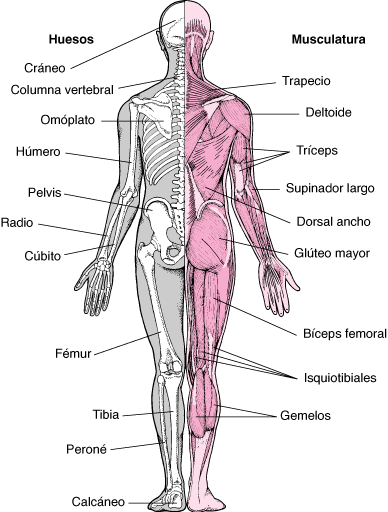 Huesos
Cráneo
Columna vertebral
Omóplato
Húmero
Pelvis
Radio
Cúbito
Fémur
Tibia
Peroné
Calcáneo
Musculatura
Trapecio
Deltoide
Tríceps
Supinador largo
Dorsal ancho
Glúteo mayor
Bíceps femoral
Isquiotibiales
Gemelos